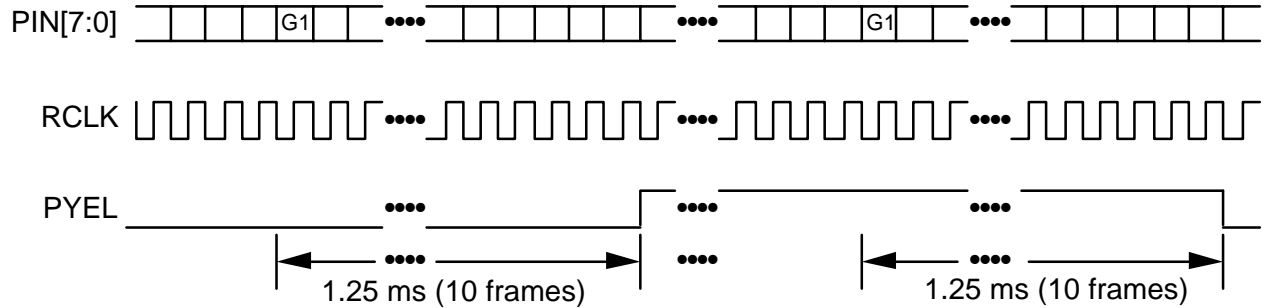 PIN[7:0] G1 G1
RCLK
PYEL
1.25 ms (10 frames) 1.25 ms (10 frames)